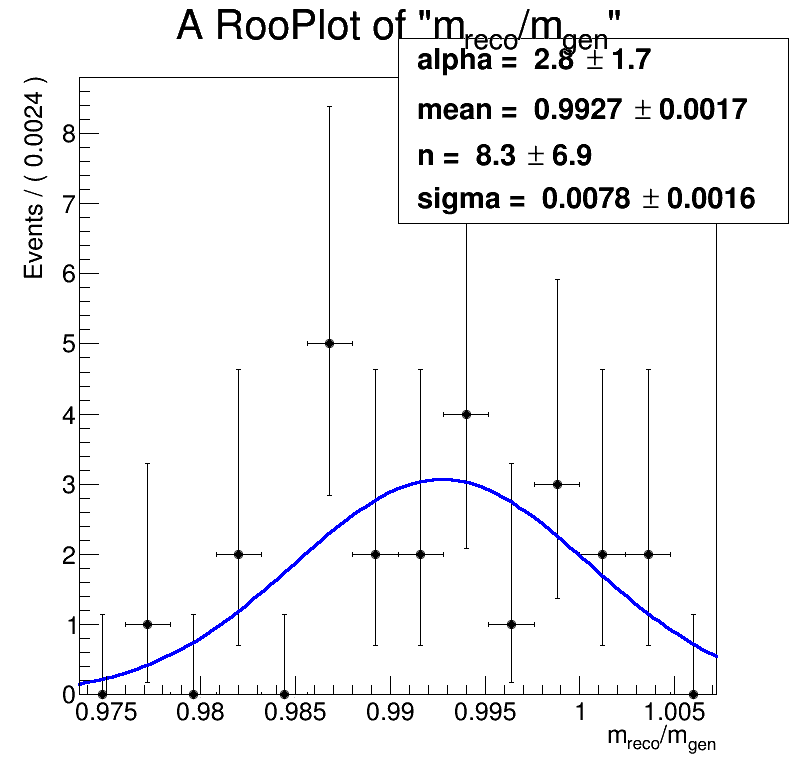 A RooPlot of "mreco/mgen"
alpha = 2.8 ± 1.7
mean = 0.9927 ± 0.0017
n = 8.3 ± 6.9
sigma = 0.0078 ± 0.0016
Events / ( 0.0024 )
8
7
6
5
4
3
2
1
0
0.975 0.98 0.985 0.99 0.995 1 1.005
mreco/mgen